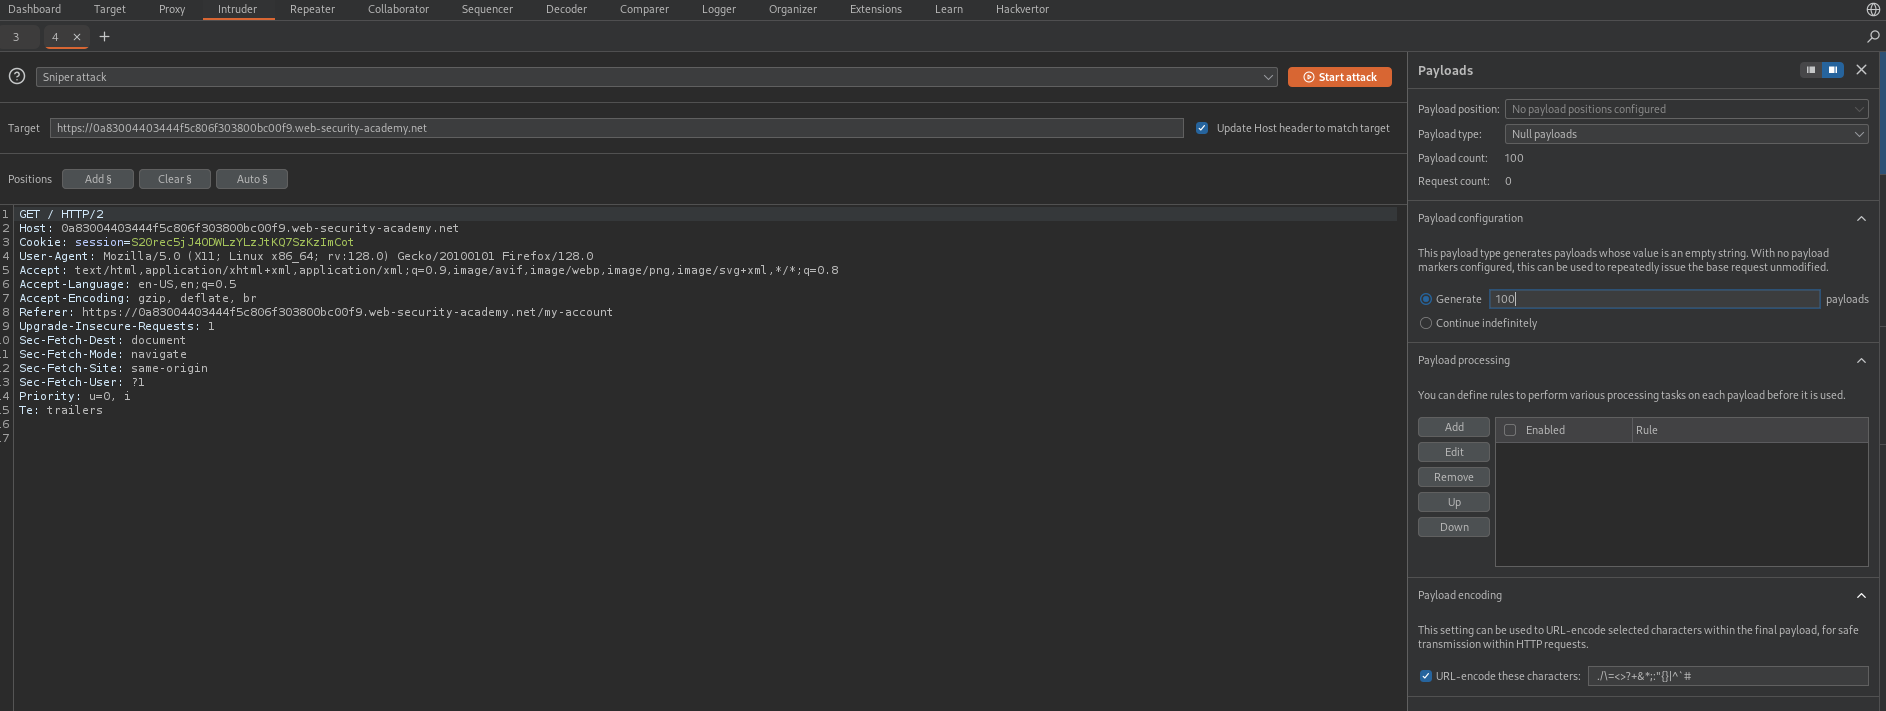 Dashboard Target Proxy Intruder Repeater Collaborator Sequencer Decoder Comparer Logger Organizer Extensions Learn Hackvertor
3 4 × +
? Sniper attack Start attack
Target https://0a83004403444f5c806f303800bc00f9.web-security-academy.net Update Host header to match target
Positions Add § Clear § Auto §
1 GET / HTTP/2
2 Host: 0a83004403444f5c806f303800bc00f9.web-security-academy.net
3 Cookie: session=S20rec5jJ4ODWLzYLzJtKQ7SzKzImCot
4 User-Agent: Mozilla/5.0 (X11; Linux x86_64; rv:128.0) Gecko/20100101 Firefox/128.0
5 Accept: text/html,application/xhtml+xml,application/xml;q=0.9,image/avif,image/webp,image/png,image/svg+xml,*/*;q=0.8
6 Accept-Language: en-US,en;q=0.5
7 Accept-Encoding: gzip, deflate, br
8 Referer: https://0a83004403444f5c806f303800bc00f9.web-security-academy.net/my-account
9 Upgrade-Insecure-Requests: 1
.0 Sec-Fetch-Dest: document
.1 Sec-Fetch-Mode: navigate
.2 Sec-Fetch-Site: same-origin
.3 Sec-Fetch-User: ?1
.4 Priority: u=0, i
.5 Te: trailers
.6
.7
Payloads
Payload position: No payload positions configured
Payload type: Null payloads
Payload count: 100
Request count: 0
Payload configuration
This payload type generates payloads whose value is an empty string. With no payload
markers configured, this can be used to repeatedly issue the base request unmodified.
Generate 100 payloads
Continue indefinitely
Payload processing
You can define rules to perform various processing tasks on each payload before it is used.
Add Enabled Rule
Edit
Remove
Up
Down
Payload encoding
This setting can be used to URL-encode selected characters within the final payload, for safe
transmission within HTTP requests.
URL-encode these characters: ./\=<>?+&*;:"{}|^`#